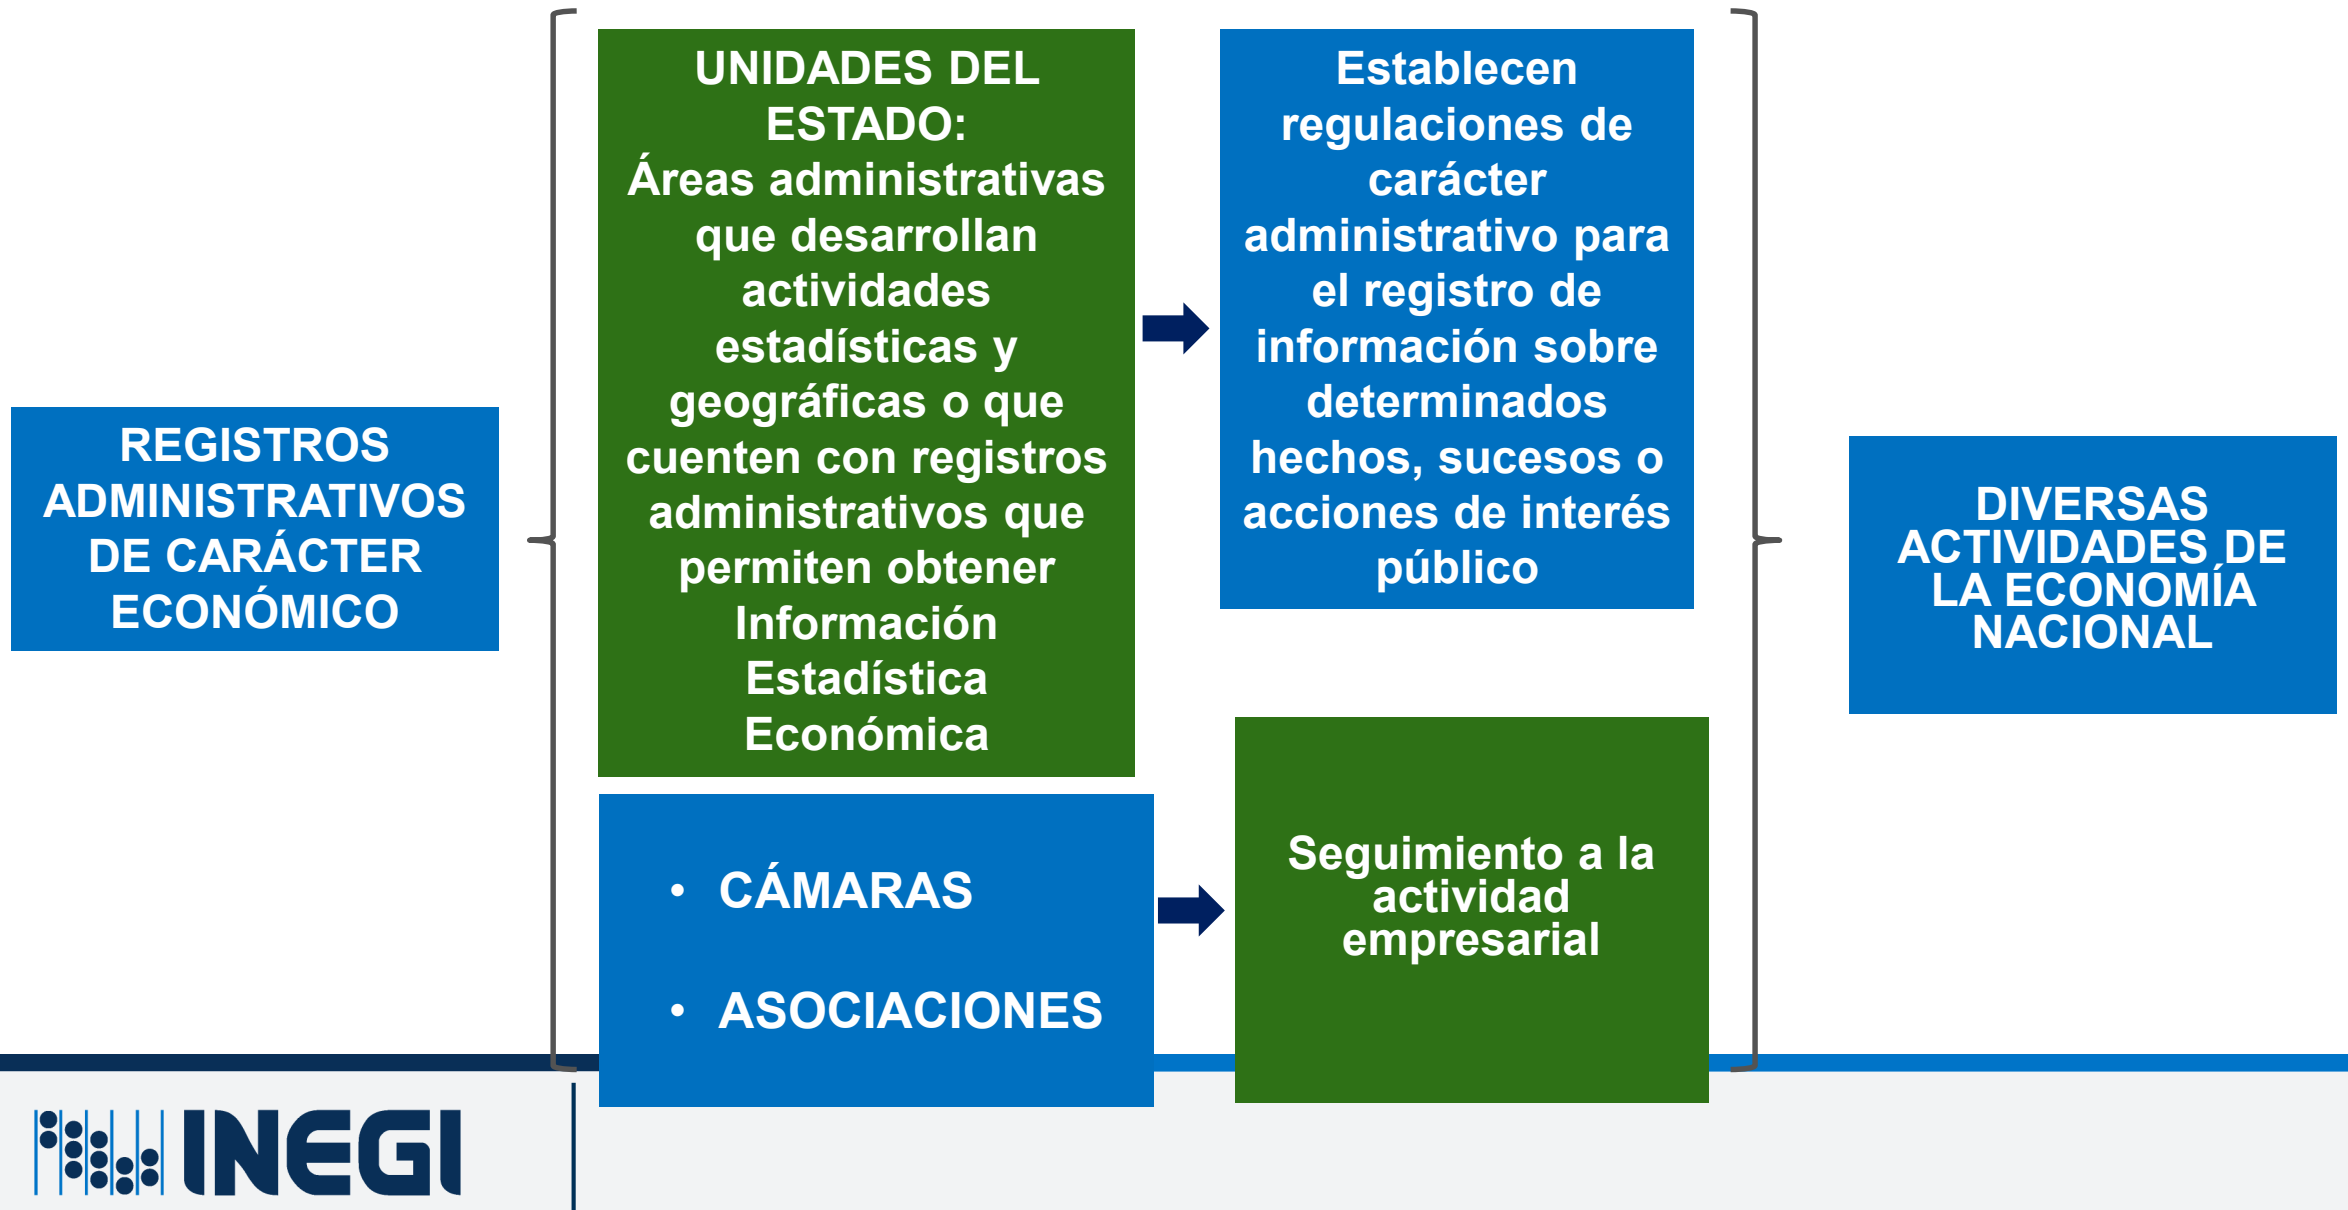 REGISTROS
ADMINISTRATIVOS
DE CARÁCTER
ECONÓMICO
UNIDADES DEL
ESTADO:
Áreas administrativas
que desarrollan
actividades
estadísticas y
geográficas o que
cuenten con registros
administrativos que
permiten obtener
Información
Estadística
Económica
Establecen
regulaciones de
carácter
administrativo para
el registro de
información sobre
determinados
hechos, sucesos o
acciones de interés
público
• CÁMARAS
• ASOCIACIONES
Seguimiento a la
actividad
empresarial
DIVERSAS
ACTIVIDADES DE
LA ECONOMÍA
NACIONAL
INEGI